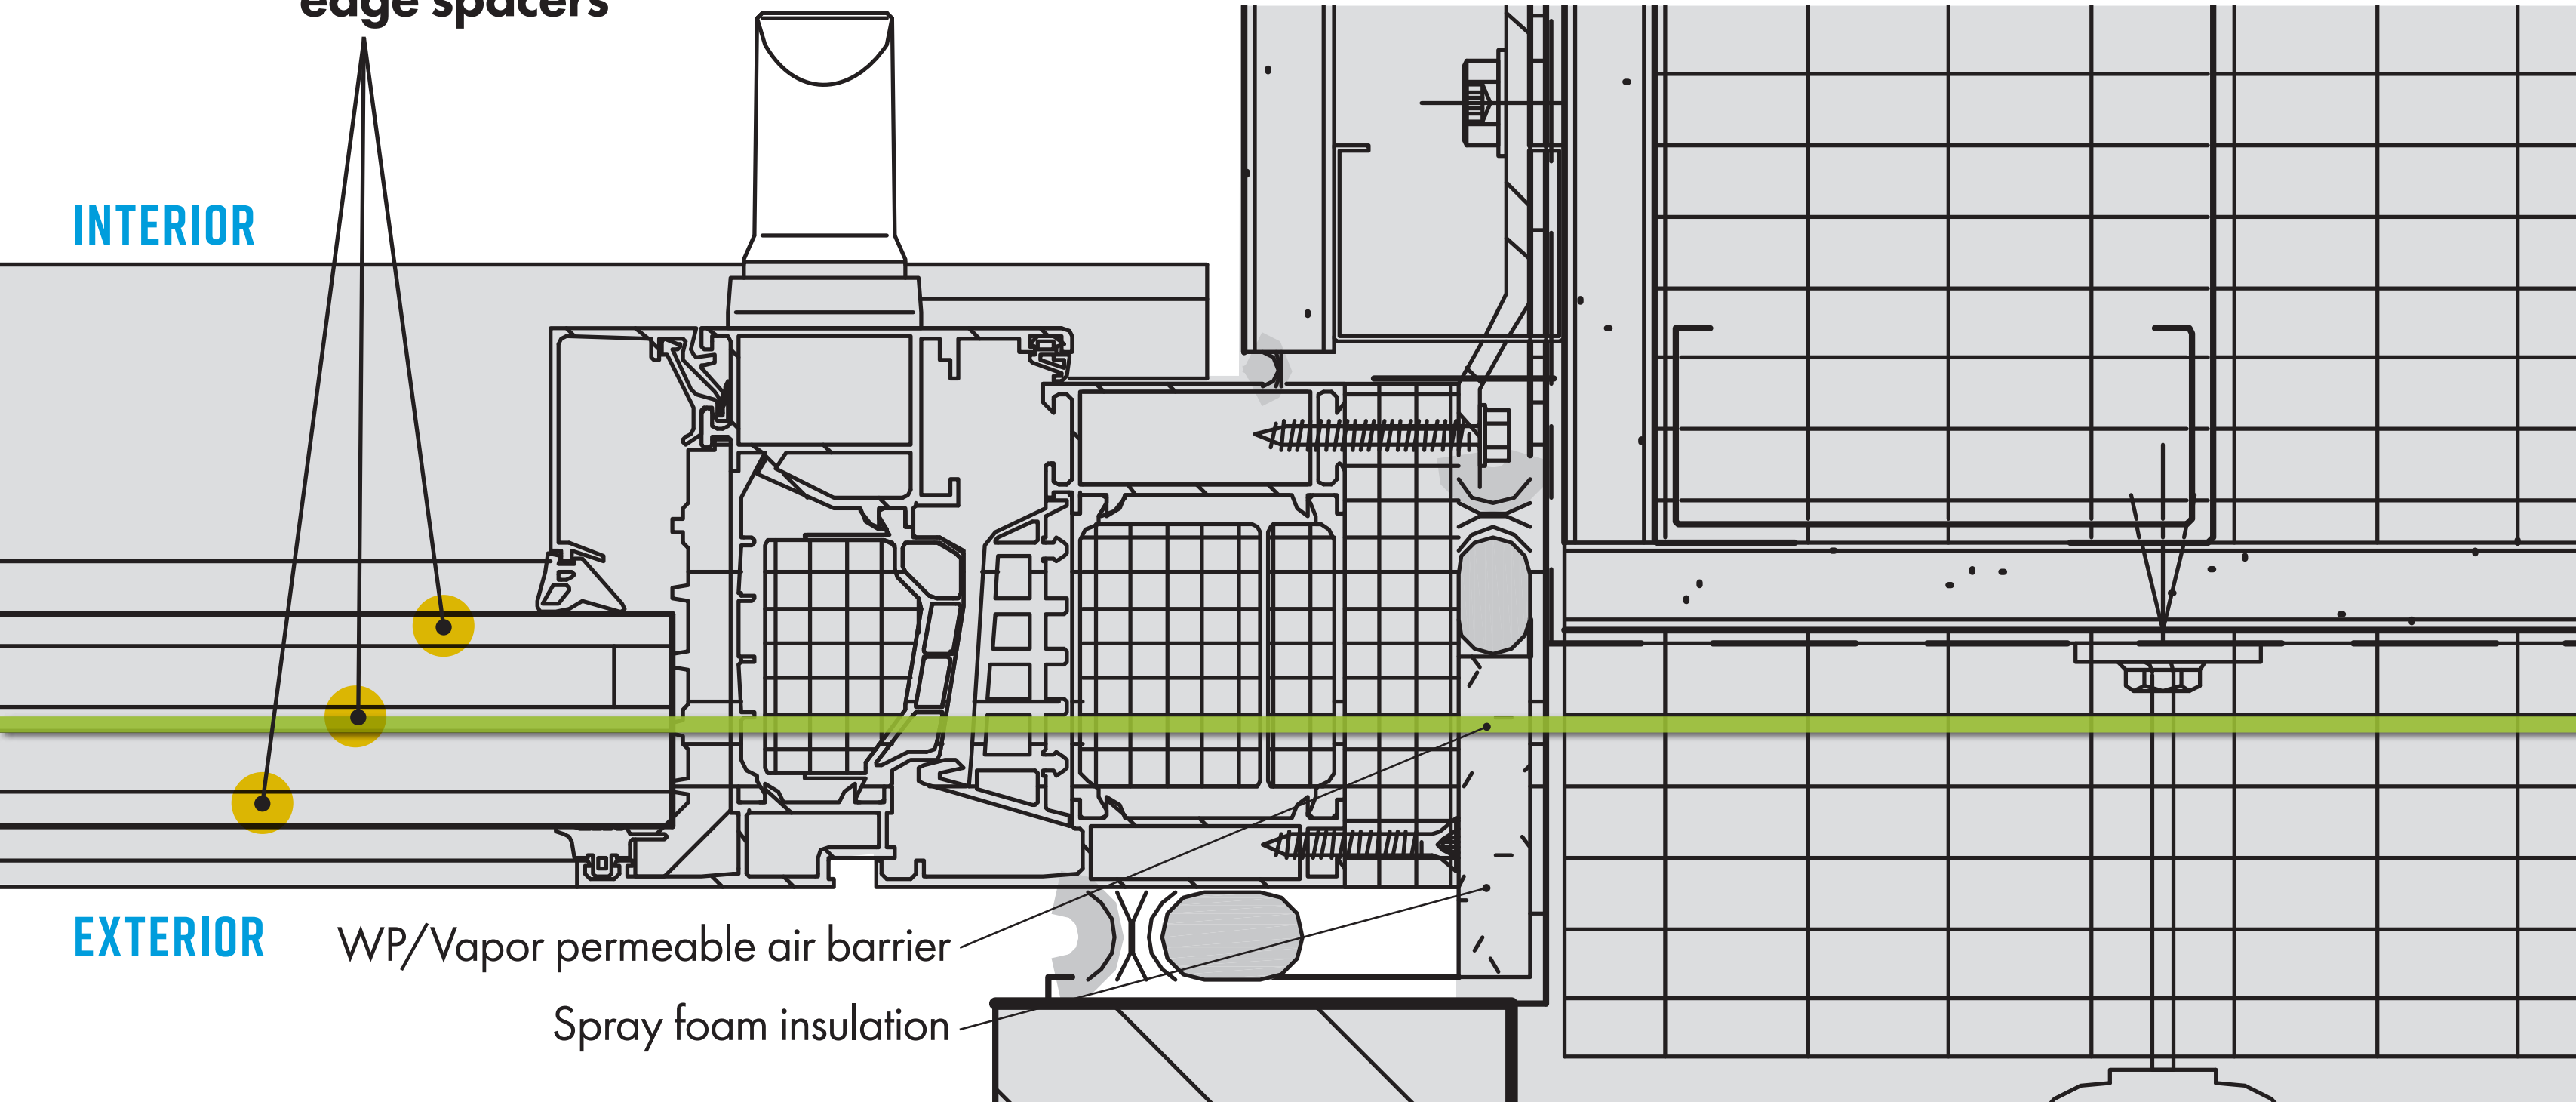 edge spacers
INTERIOR
EXTERIOR
WP/Vapor permeable air barrier
Spray foam insulation